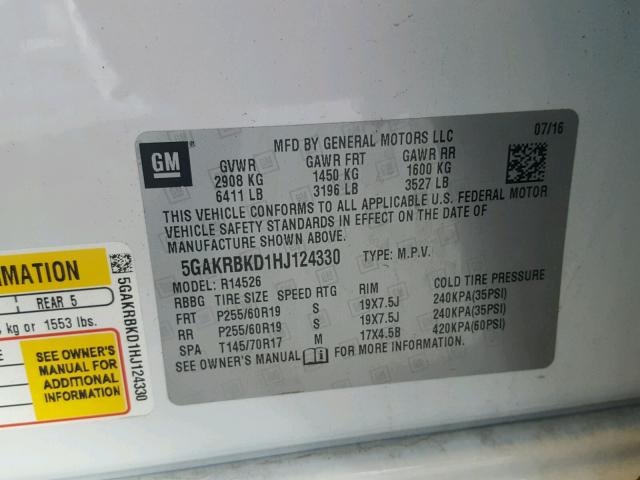 GM
MFD BY GENERAL MOTORS LLC 07/16
GVWR GAWR FRT GAWR RR
2908 KG 1450 KG 1600 KG
6411 LB 3196 LB 3527 LB
THIS VEHICLE CONFORMS TO ALL APPLICABLE U.S. FEDERAL MOTOR
VEHICLE SAFETY STANDARDS IN EFFECT ON THE DATE OF
MANUFACTURE SHOWN ABOVE.
5GAKRBKD1HJ124330 TYPE: M.P.V.
MODEL: R14526
RBBG TIRE SIZE SPEED RTG RIM COLD TIRE PRESSURE
FRT P255/60R19 S 19X7.5J 240KPA(35PSI)
RR P255/60R19 S 19X7.5J 240KPA(35PSI)
SPA T145/70R17 M 17X4.5B 420KPA(60PSI)
SEE OWNER'S MANUAL FOR MORE INFORMATION
REAR 5
kg or 1553 lbs.
SEE OWNER'S
MANUAL FOR
ADDITIONAL
INFORMATION
5GAKRBKD1HJ124330